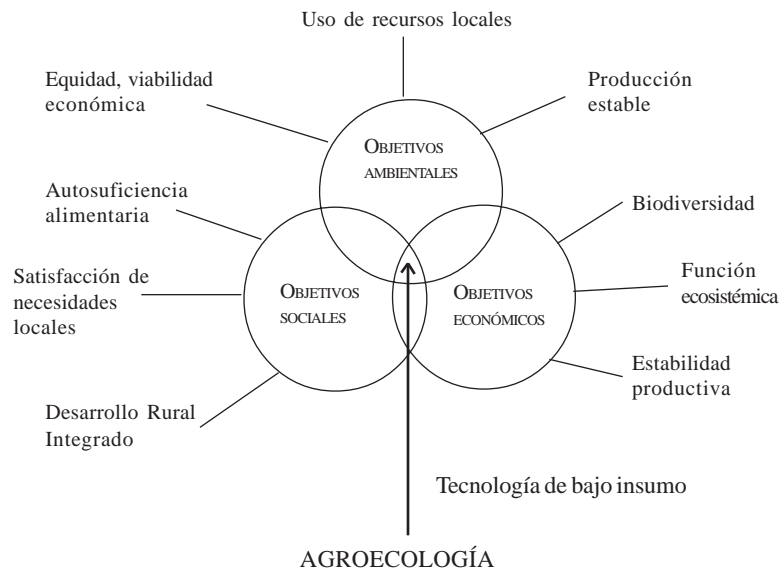 Uso de recursos locales
Equidad, viabilidad
económica
Producción
estable
OBJETIVOS
AMBIENTALES
Autosuficiencia
alimentaria
Biodiversidad
Satisfacción de
necesidades
locales
OBJETIVOS
SOCIALES
OBJETIVOS
ECONÓMICOS
Función
ecosistémica
Estabilidad
productiva
Desarrollo Rural
Integrado
Tecnología de bajo insumo
AGROECOLOGÍA